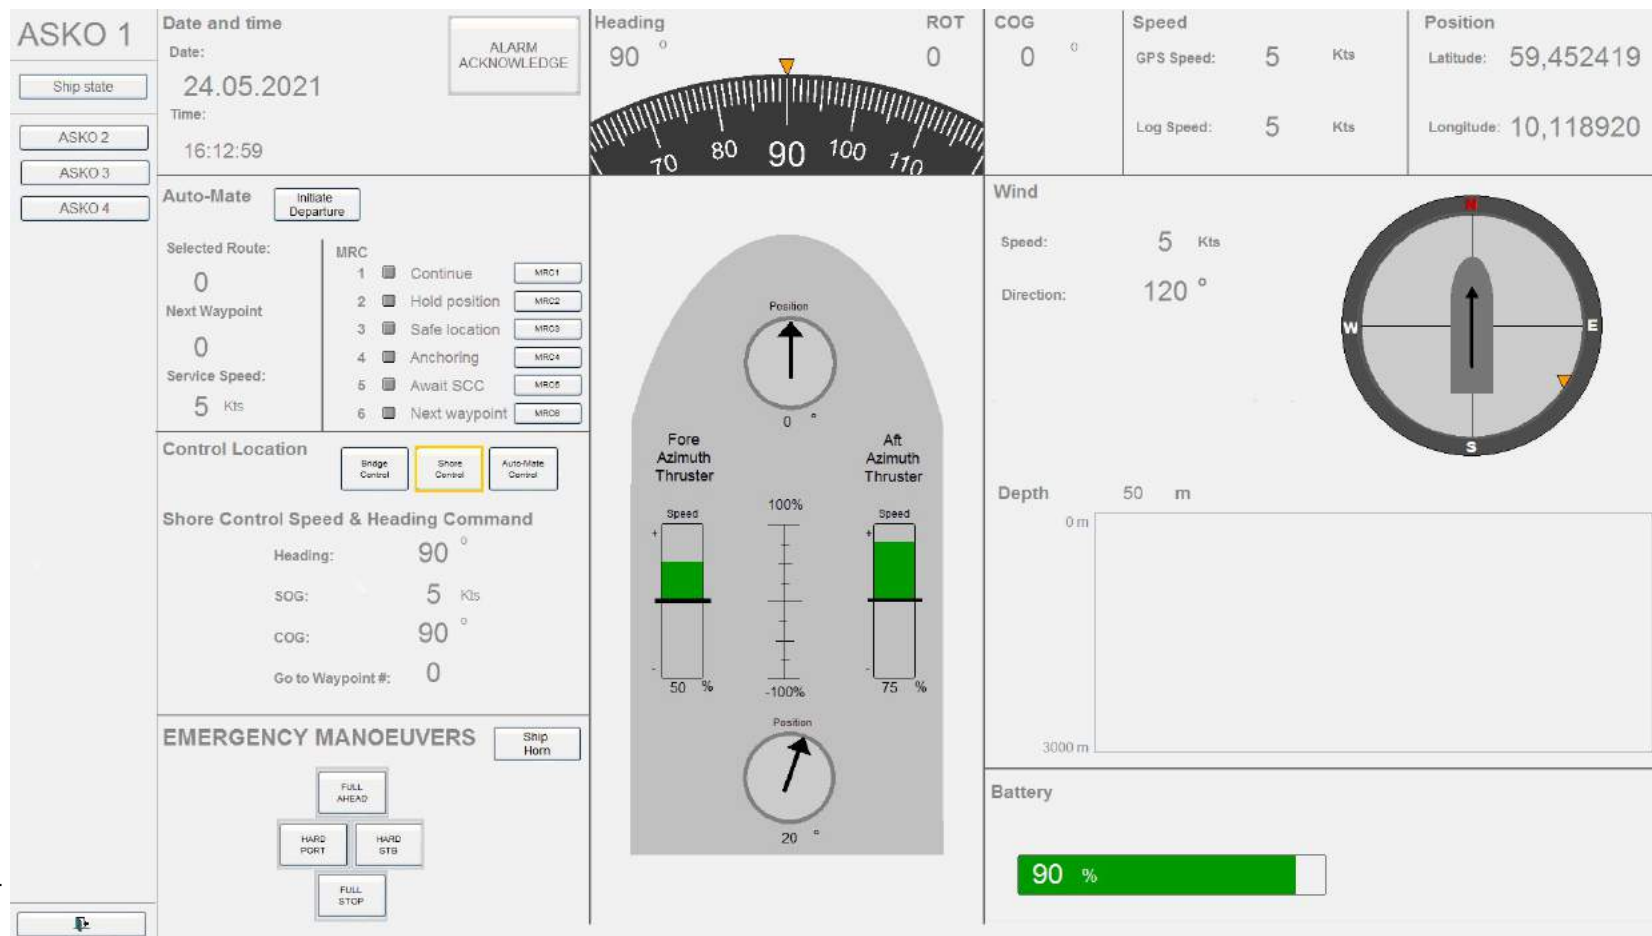 ASKO 1
Ship state
ASKO 2
ASKO 3
ASKO 4
Date and time
Date:
24.05.2021
Time:
16:12:59
ALARM
ACKNOWLEDGE
Auto-Mate
Initiate
Departure
Selected Route:
0
Next Waypoint
0
Service Speed:
5 Kts
MRC
1 Continue MRC1
2 Hold position MRC2
3 Safe location MRC3
4 Anchoring MRC4
5 Await SCC MRC5
6 Next waypoint
Control Location
Bridge
Control
Shore
Control
Auto-Mate
Control
Shore Control Speed & Heading Command
Heading: 90 °
SOG: 5 Kts
COG: 90 °
Go to Waypoint #: 0
EMERGENCY MANOEUVERS
Ship
Horn
FULL
AHEAD
HARD
PORT
HARD
STB
FULL
STOP
Heading
90 °
ROT
0
70 80 90 100 110
Position
0 °
Fore
Azimuth
Thruster
Aft
Azimuth
Thruster
Speed
+
-
50 %
100%
-100%
Speed
+
-
75 %
Position
20 °
COG
0 °
Speed
GPS Speed: 5 Kts
Log Speed: 5 Kts
Position
Latitude: 59,452419
Longitude: 10,118920
Wind
Speed: 5 Kts
Direction: 120 °
N
W
E
S
Depth 50 m
0 m
3000 m
Battery
90 %